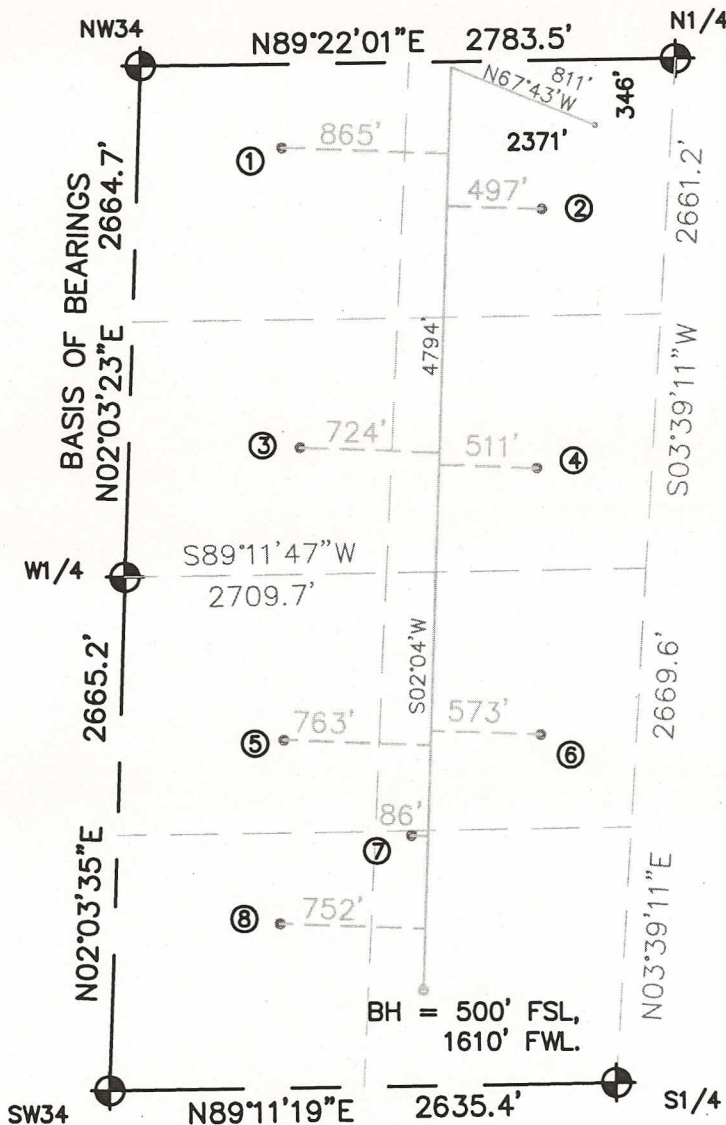 NW34
N1/4
N89°22'01"E 2783.5'
811'
N67°43'W
346'
2371'
865'
①
497'
②
2664.7'
2661.2'
BASIS OF BEARINGS
N02°03'23"E
4794'
S03°39'11"W
③
724'
511'
④
W1/4
S89°11'47"W
2709.7'
S02°04'W
2665.2'
2669.6'
⑤
763'
573'
⑥
86'
⑦
N02°03'35"E
N03°39'11"E
⑧
752'
BH = 500' FSL,
1610' FWL.
SW34
N89°11'19"E 2635.4'
S1/4